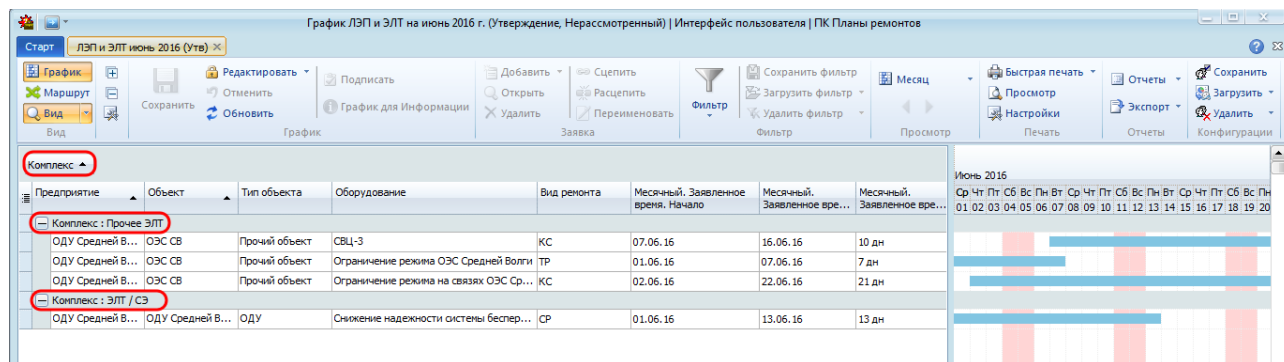 График ЛЭП и ЭЛТ на июнь 2016 г. (Утверждение, Нерассмотренный) | Интерфейс пользователя | ПК Планы ремонтов
Старт ЛЭП и ЭЛТ июнь 2016 (Утв)
График Редактировать Подписать Добавить Сцепить Сохранить фильтр Месяц Быстрая печать Отчеты Сохранить
Маршрут Отменить Открыть Расцепить Загрузить фильтр Просмотр Загрузить
Вид Сохранить Обновить График для Информации Удалить Переименовать Фильтр Удалить фильтр Настройки Экспорт Удалить
Вид График Заявка Фильтр Просмотр Печать Отчеты Конфигурации
Комплекс
Июнь 2016
Предприятие Объект Тип объекта Оборудование Вид ремонта Месячный. Заявленное время. Начало Месячный. Заявленное вре... Месячный. Заявленное вре...
Ср Чт Пт Сб Вс Пн Вт Ср Чт Пт Сб Вс Пн Вт Ср Чт Пт Сб Вс Пн
01 02 03 04 05 06 07 08 09 10 11 12 13 14 15 16 17 18 19 20
Комплекс : Прочее ЭЛТ
ОДУ Средней В... ОЭС СВ Прочий объект СВЦ-3 КС 07.06.16 16.06.16 10 дн
ОДУ Средней В... ОЭС СВ Прочий объект Ограничение режима ОЭС Средней Волги ТР 01.06.16 07.06.16 7 дн
ОДУ Средней В... ОЭС СВ Прочий объект Ограничение режима на связях ОЭС Ср... КС 02.06.16 22.06.16 21 дн
Комплекс : ЭЛТ / СЭ
ОДУ Средней В... ОДУ Средней В... ОДУ Снижение надежности системы беспер... СР 01.06.16 13.06.16 13 дн